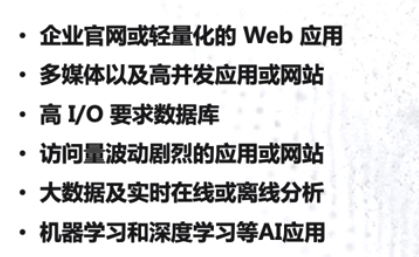 • 企业官网或轻量化的 Web 应用
• 多媒体以及高并发应用或网站
• 高 I/O 要求数据库
• 访问量波动剧烈的应用或网站
• 大数据及实时在线或离线分析
• 机器学习和深度学习等AI应用